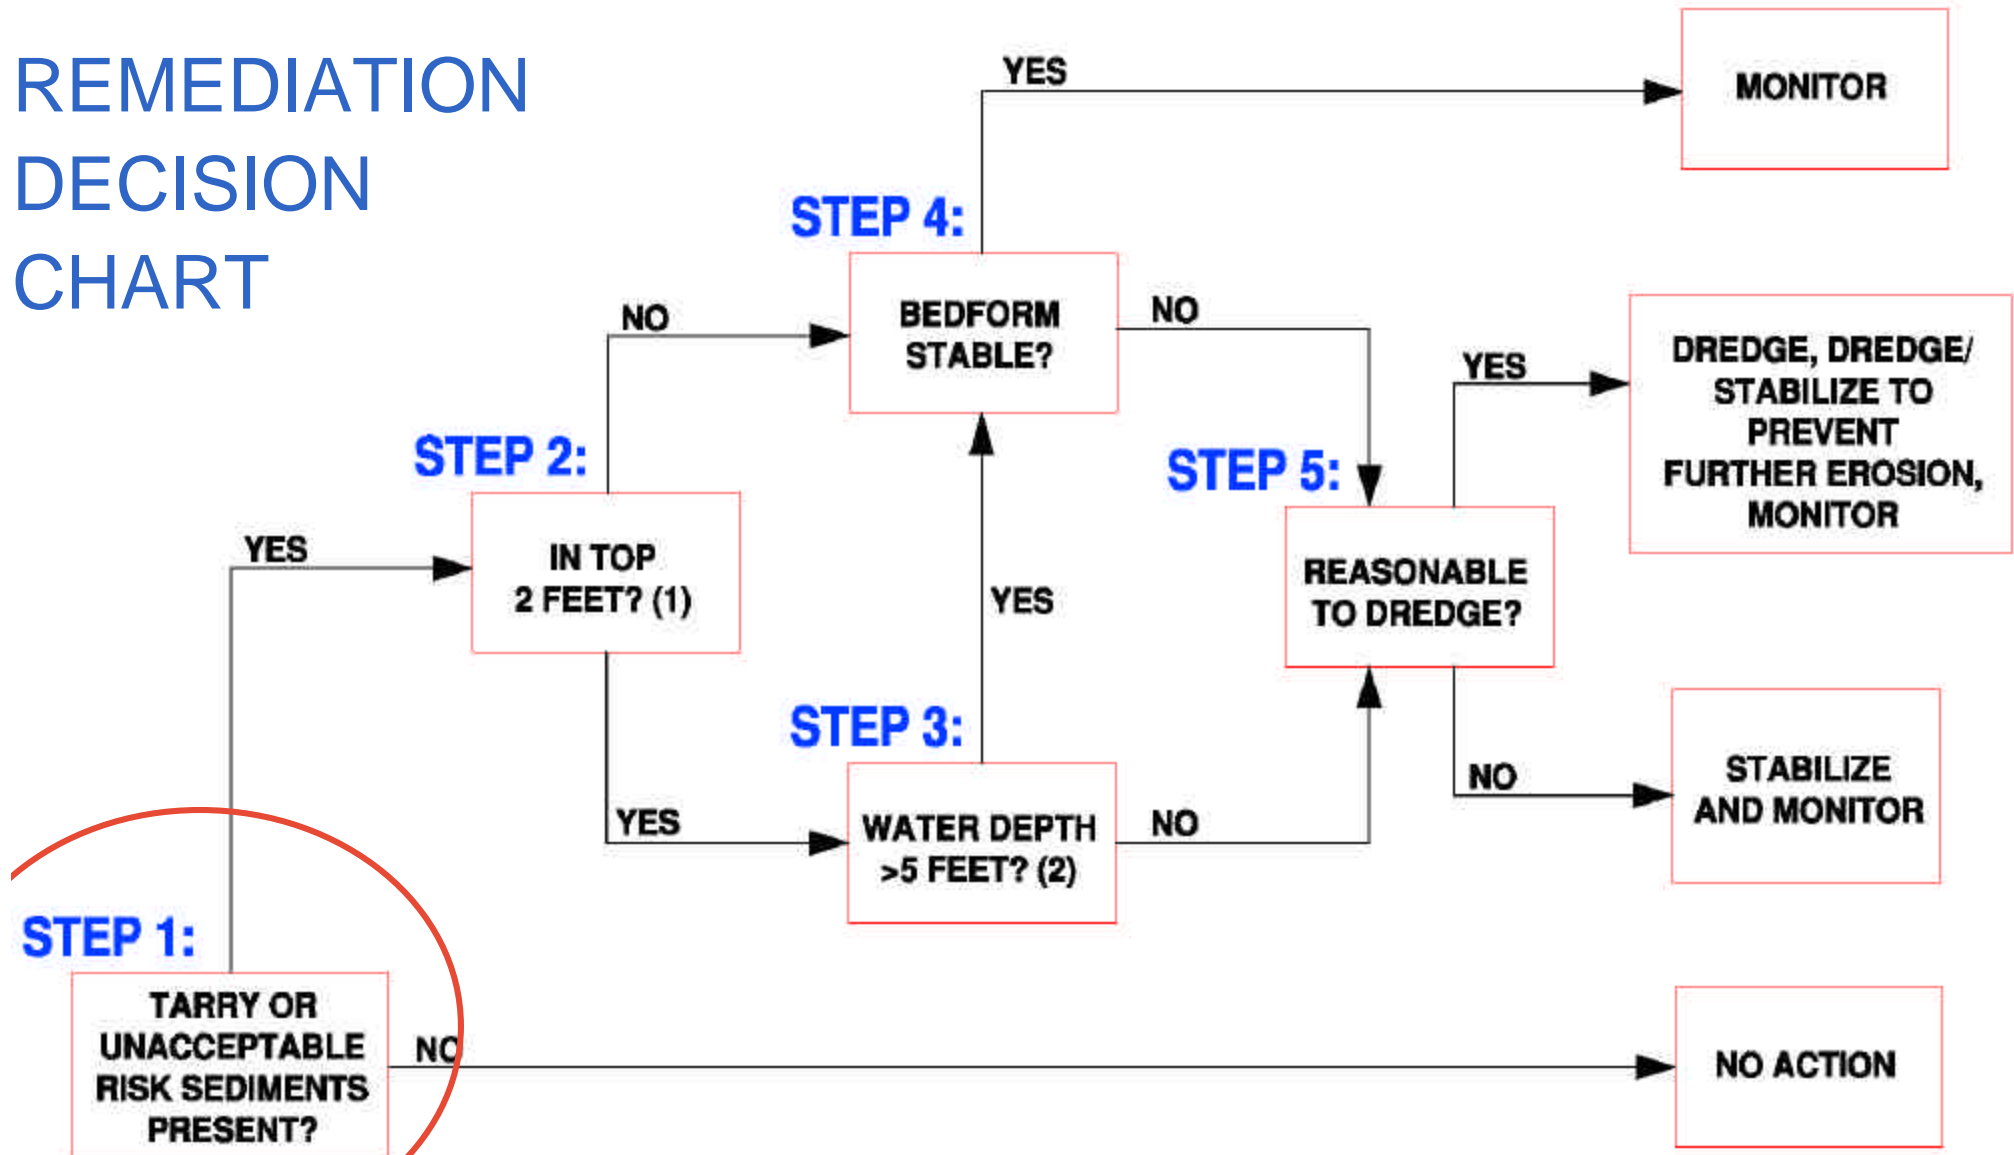 REMEDIATION
DECISION
CHART
YES
MONITOR
STEP 4:
BEDFORM
STABLE?
NO
NO
YES
DREDGE, DREDGE/
STABILIZE TO
PREVENT
FURTHER EROSION,
MONITOR
STEP 2:
IN TOP
2 FEET? (1)
YES
STEP 5:
REASONABLE
TO DREDGE?
YES
STEP 3:
WATER DEPTH
>5 FEET? (2)
YES
NO
NO
STABILIZE
AND MONITOR
STEP 1:
TARRY OR
UNACCEPTABLE
RISK SEDIMENTS
PRESENT?
NO
NO ACTION